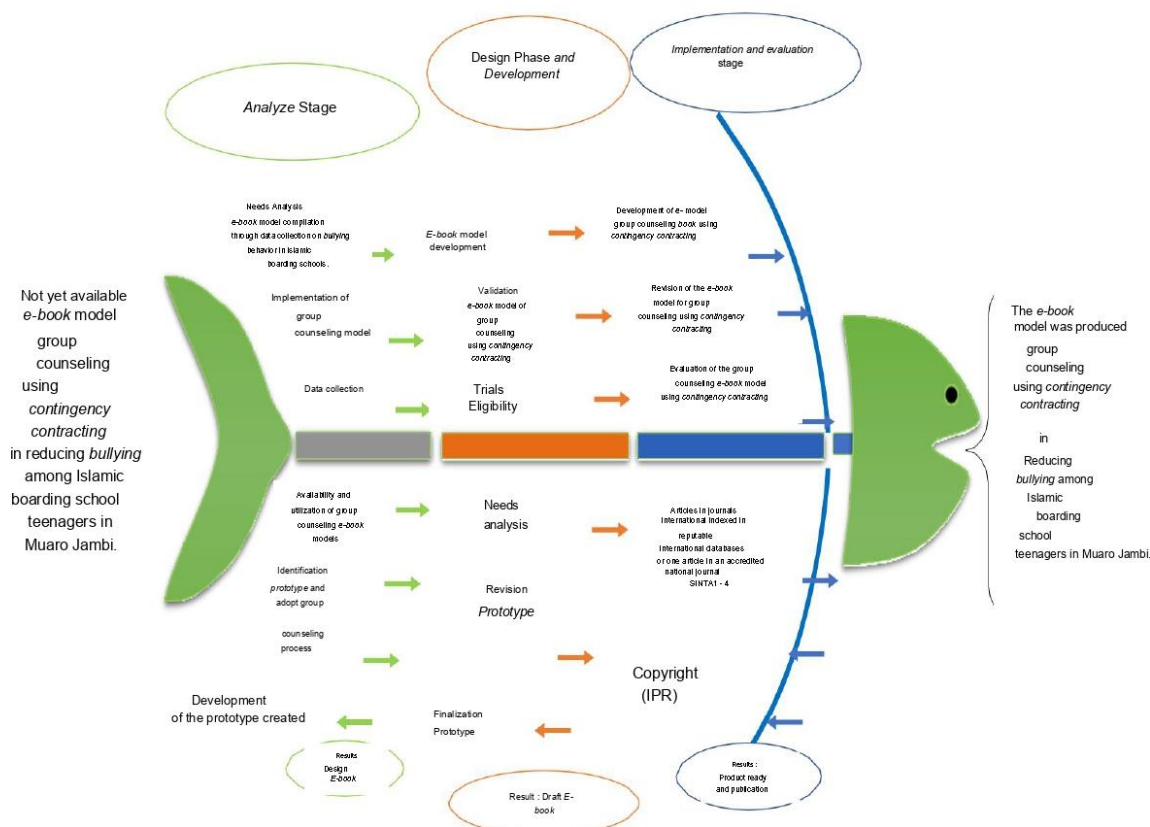 Design Phase and
Development
Implementation and evaluation
stage
Analyze Stage
Needs Analysis
e-book model compilation
through data collection on bullying
behavior in islamic
boarding schools.
E-book model
development
Development of e- model
group counseling book using
contingency contracting
Not yet available
e-book model
group
counseling
using
contingency
contracting
in reducing bullying
among Islamic
boarding school
teenagers in
Muaro Jambi.
Implementation of
group
counseling model
Validation
e-book model of
group
counseling
using contingency
contracting
Revision of the e-book
model for group
counseling using contingency
contracting
Data collection
Trials
Eligibility
Evaluation of the group
counseling e-book model
using contingency contracting
The e-book
model was produced
group
counseling
using contingency
contracting
in
Reducing
bullying among
Islamic
boarding
school
teenagers in Muaro Jambi.
Availability and
utilization of group
counseling e-book
models
Needs
analysis
Articles in journals
International indexed in
reputable
international databases
or one article in an accredited
national journal
SINTA1 - 4
Identification
prototype and
adopt group
counseling
process
Revision
Prototype
Copyright
(IPR)
Development
of the prototype created
Finalization
Prototype
Results
Design
E-book
Result : Draft E-
book
Results :
Product ready
and publication